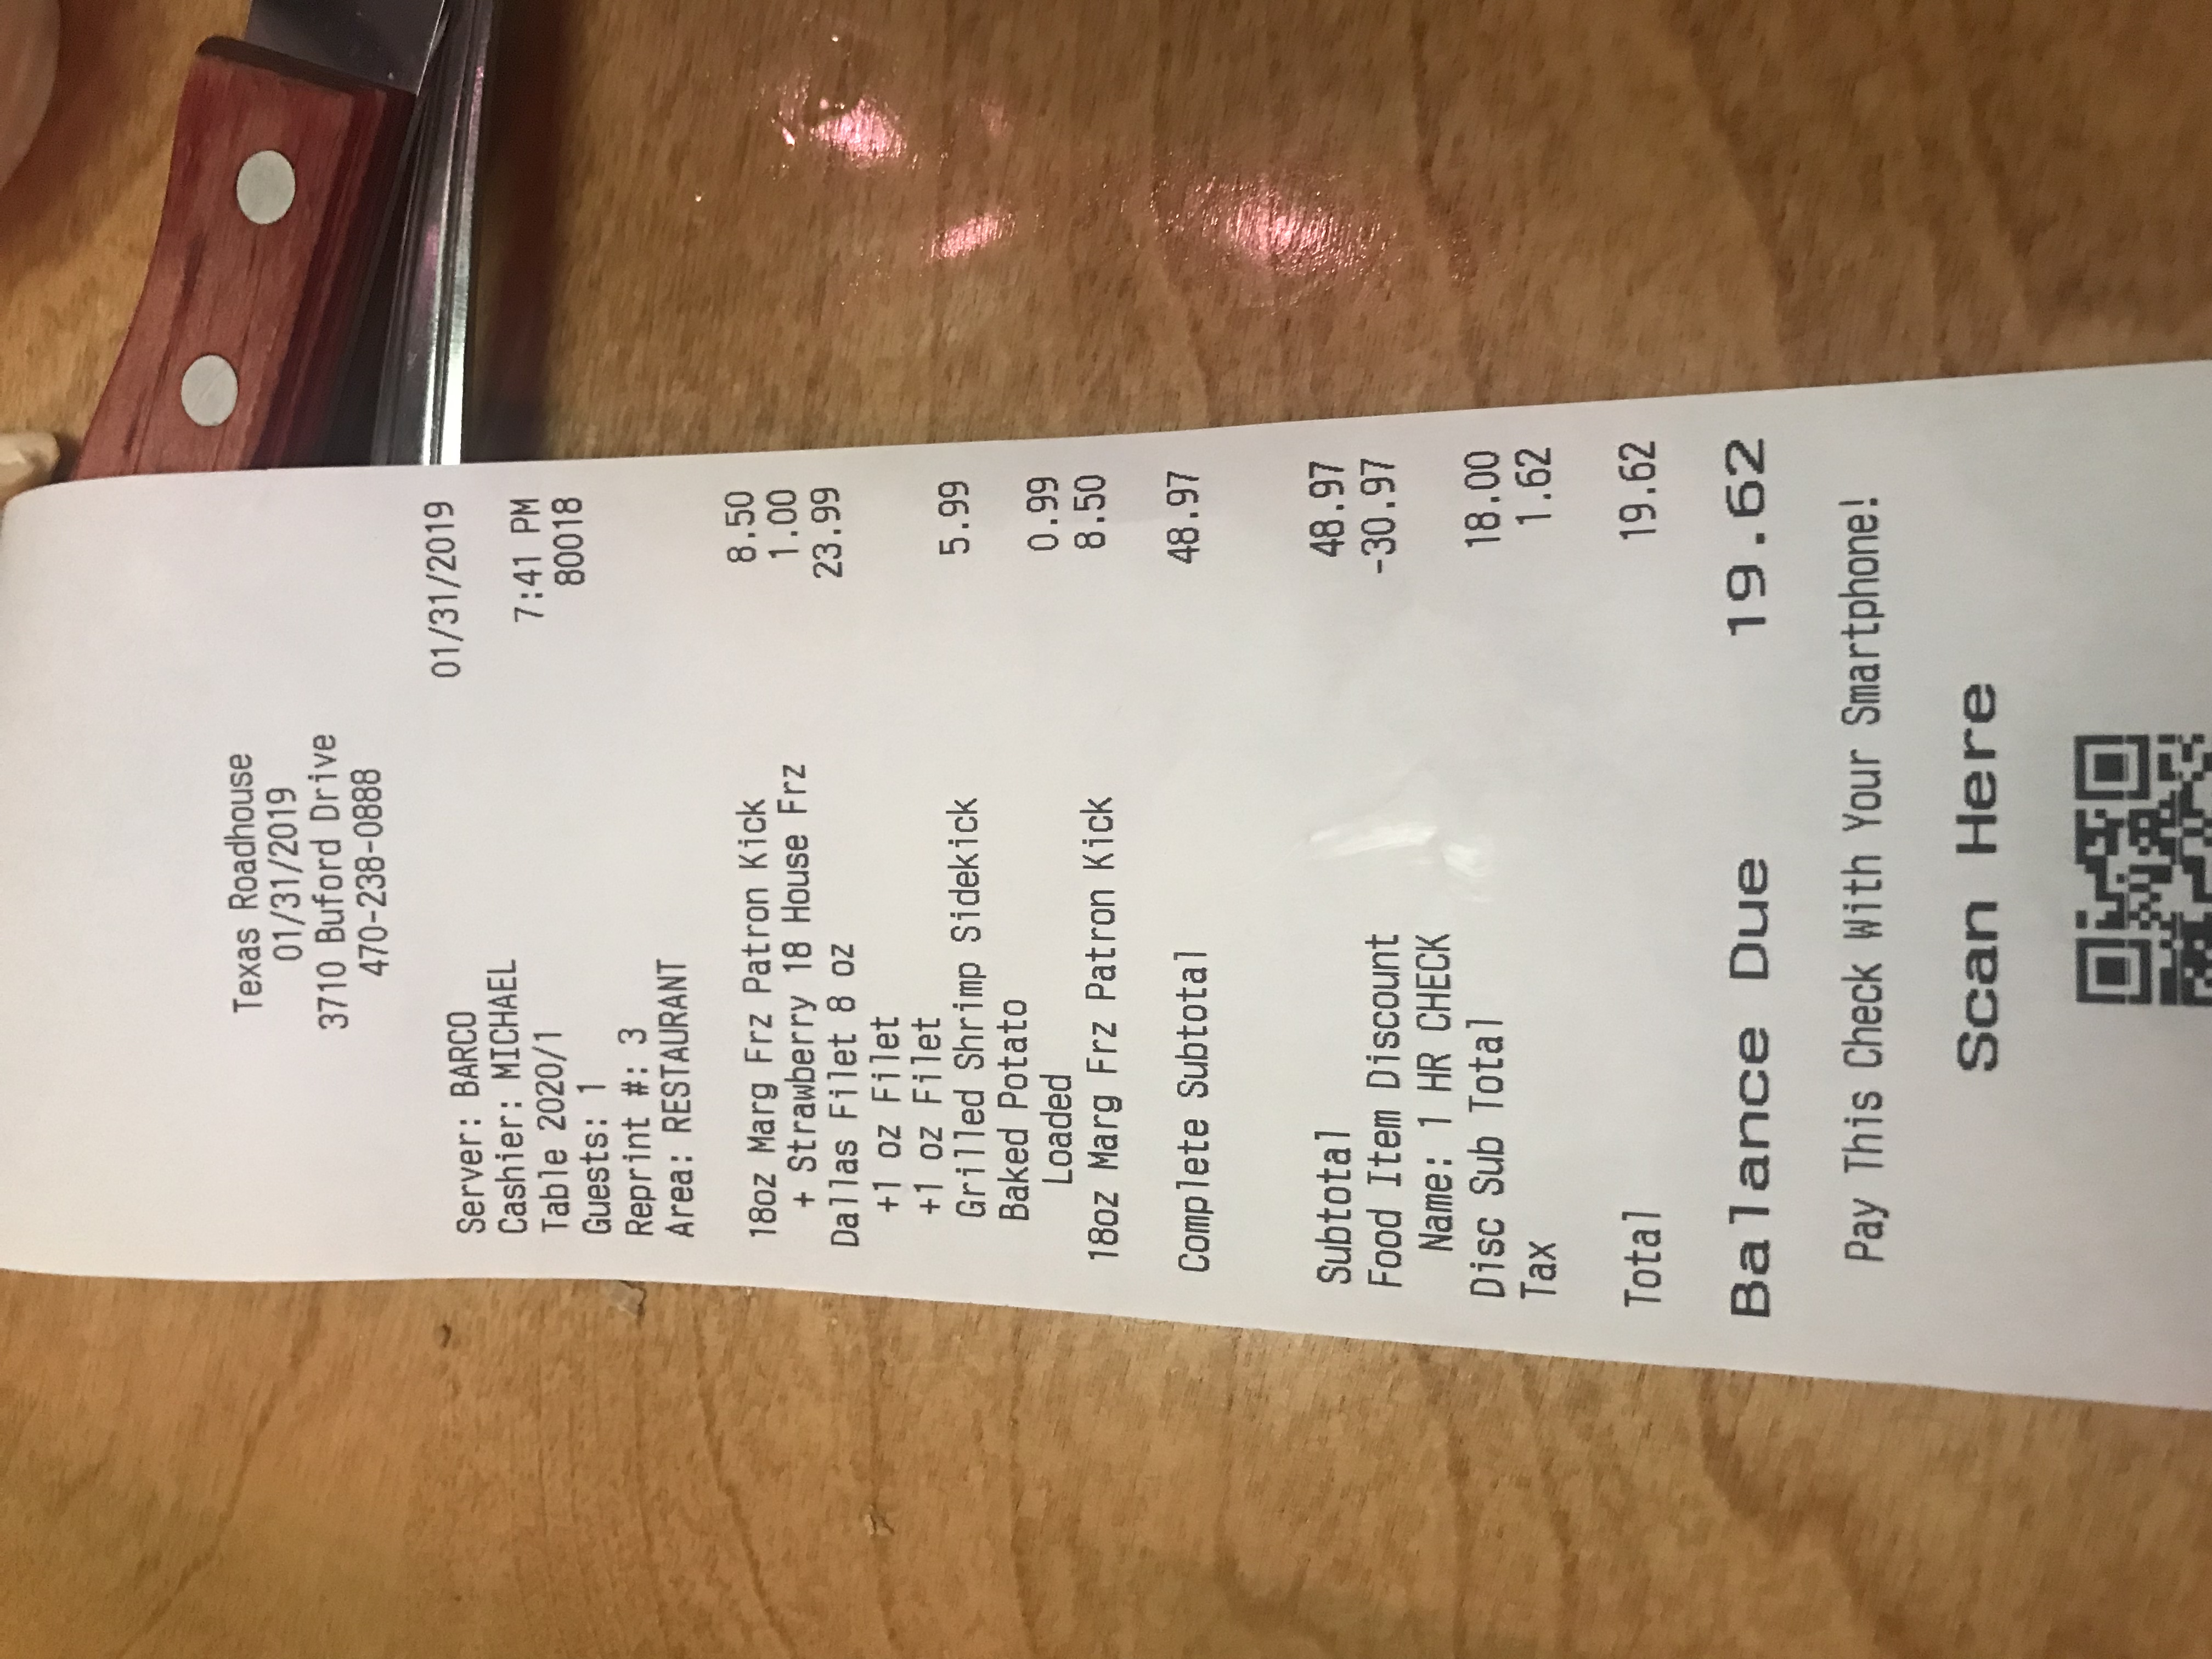 Texas Roadhouse
01/31/2019
3710 Buford Drive
470-238-0888
01/31/2019
Server: BARCO
Cashier: MICHAEL 7:41 PM
Table 2020/1 80018
Guests: 1
Reprint #: 3
Area: RESTAURANT
18oz Marg Frz Patron Kick 8.50
+ Strawberry 18 House Frz 1.00
Dallas Filet 8 oz 23.99
+1 oz Filet
+1 oz Filet
Grilled Shrimp Sidekick 5.99
Baked Potato
Loaded 0.99
18oz Marg Frz Patron Kick 8.50
Complete Subtotal 48.97
Subtotal 48.97
Food Item Discount -30.97
Name: 1 HR CHECK
Disc Sub Total 18.00
Tax 1.62
Total 19.62
Balance Due 19.62
Pay This Check With Your Smartphone!
Scan Here